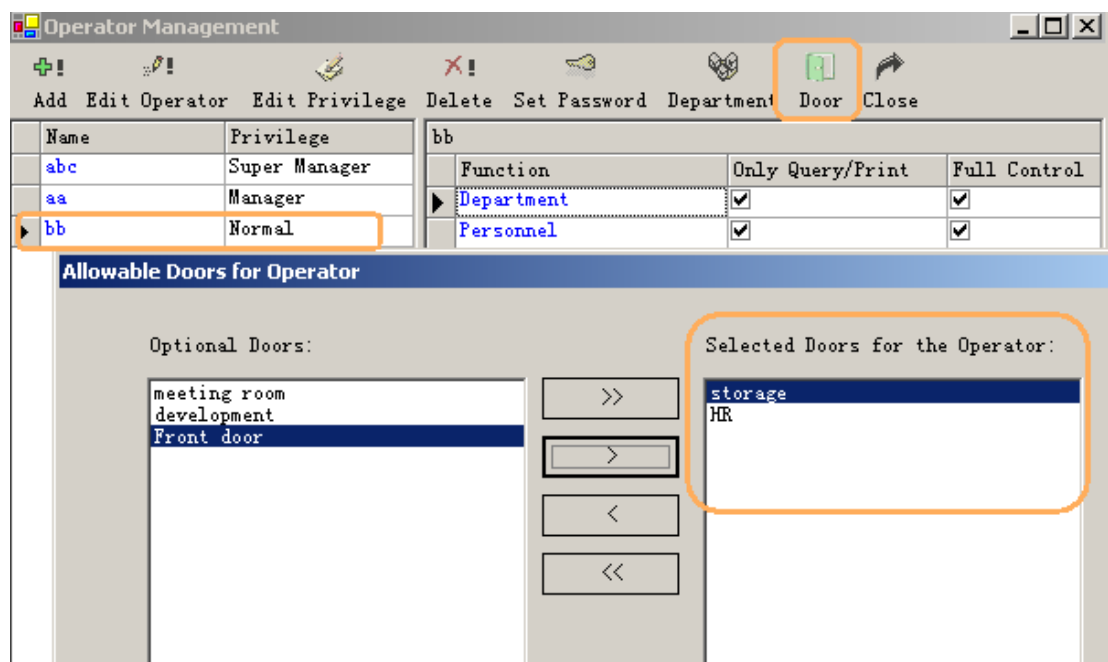 Operator Management
Add Edit Operator Edit Privilege Delete Set Password Department Door Close
Name Privilege bb
abc Super Manager Function Only Query/Print Full Control
aa Manager Department
bb Normal Personnel
Allowable Doors for Operator
Optional Doors: Selected Doors for the Operator:
meeting room >> storage
development HR
Front door
>
<
<<